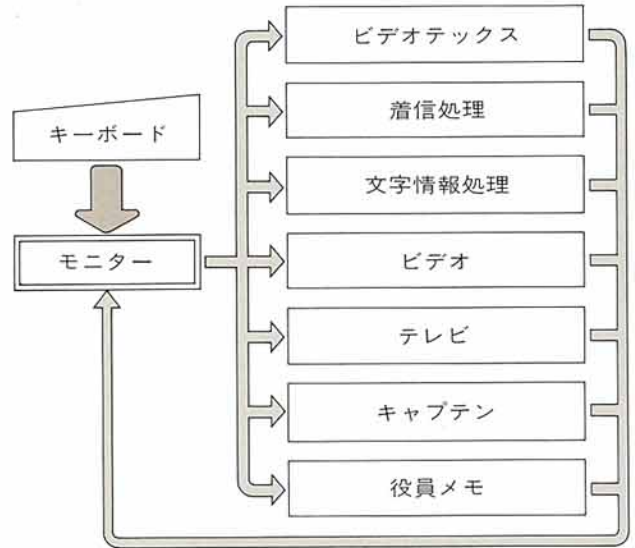 キーボード
モニター
ビデオテックス
着信処理
文字情報処理
ビデオ
テレビ
キャプテン
役員メモ